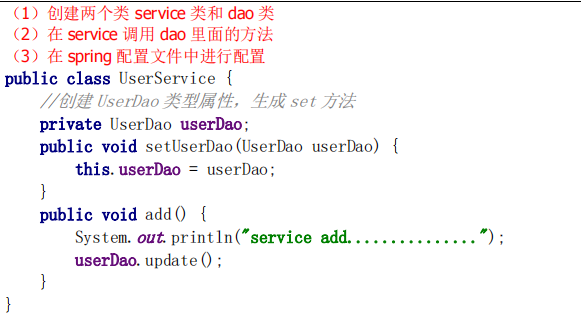 （1）创建两个类 service 类和 dao 类
（2）在 service 调用 dao 里面的方法
（3）在 spring 配置文件中进行配置
public class UserService {
//创建 UserDao 类型属性，生成 set 方法
private UserDao userDao;
public void setUserDao(UserDao userDao) {
this.userDao = userDao;
}
public void add() {
System.out.println("service add...............");
userDao.update();
}
}